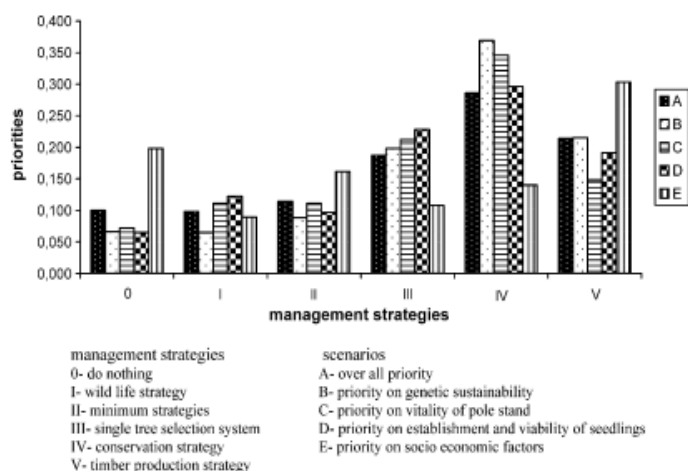 0,400
0,350
0,300
0,250
0,200
0,150
0,100
0,050
0,000
priorities
0 I II III IV V
management strategies
A
B
C
D
E
management strategies
0- do nothing
I- wild life strategy
II- minimum strategies
III- single tree selection system
IV- conservation strategy
V- timber production strategy
scenarios
A- over all priority
B- priority on genetic sustainability
C- priority on vitality of pole stand
D- priority on establishment and viability of seedlings
E- priority on socio economic factors